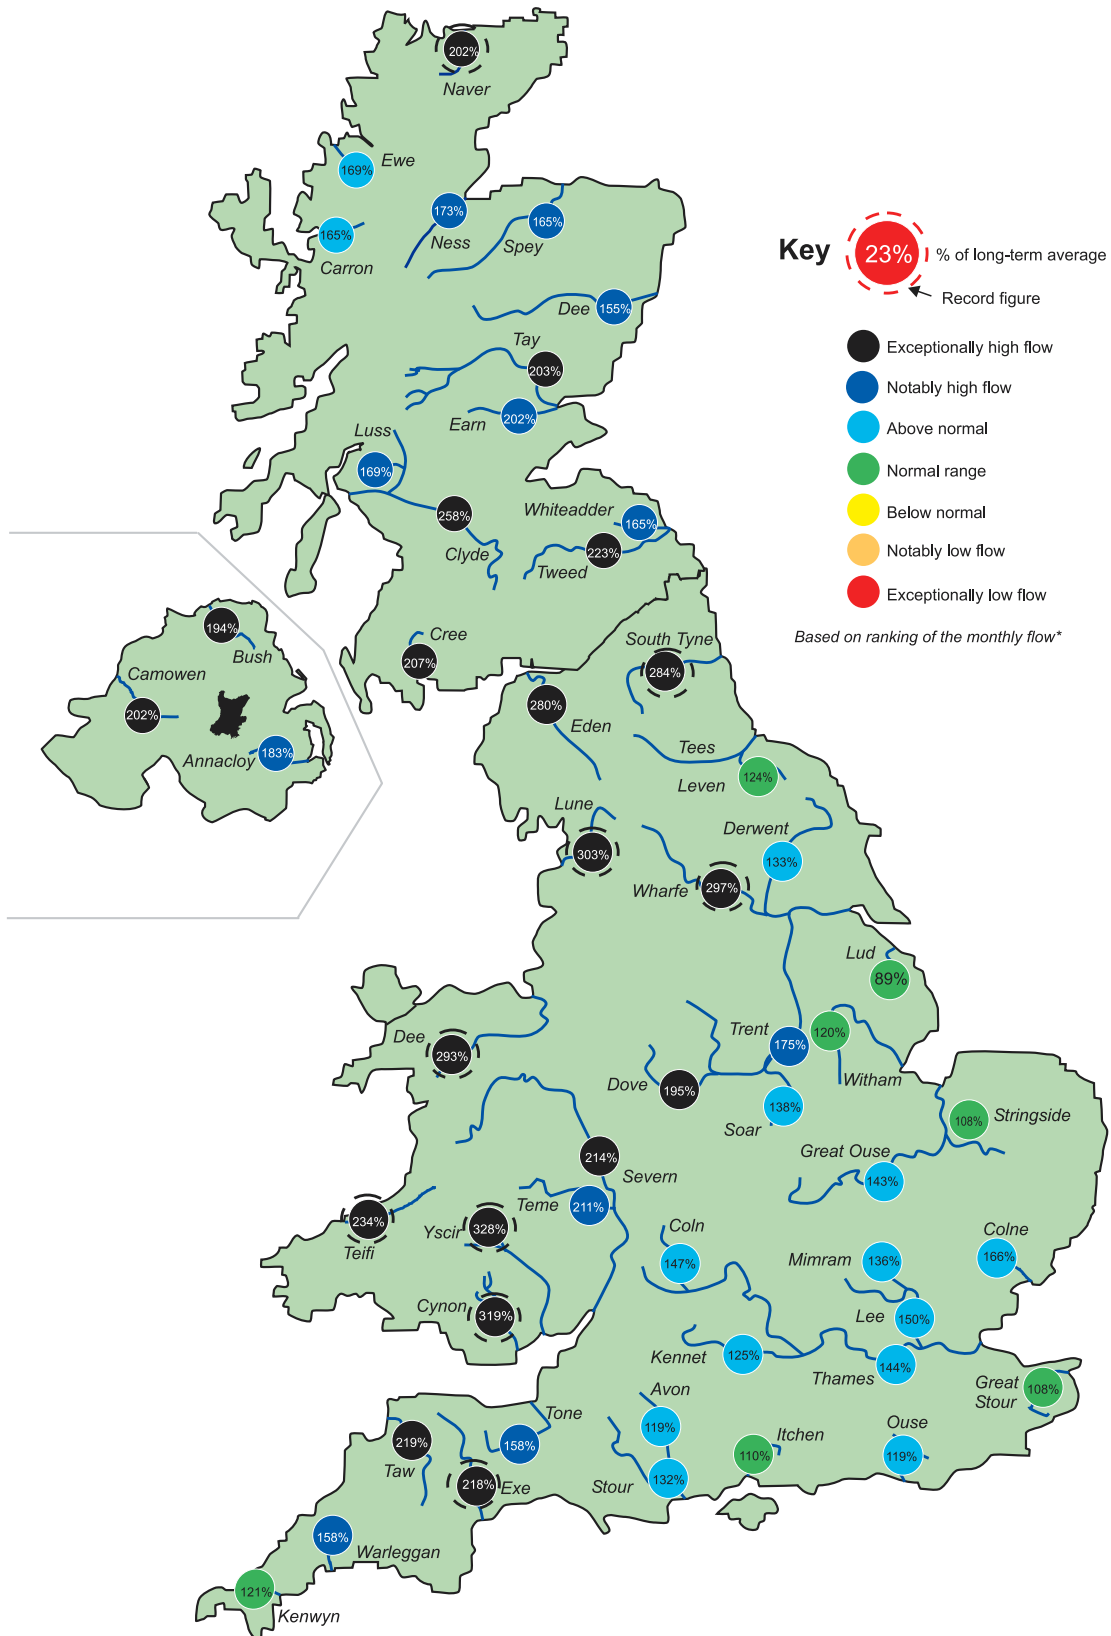 202%
Naver
Ewe
169%
173%
Ness
165%
Spey
165%
Carron
Key
23%
% of long-term average
Record figure
Dee
155%
Tay
203%
Exceptionally high flow
Notably high flow
Earn
202%
Luss
169%
Above normal
Normal range
258%
Clyde
Whiteadder
165%
223%
Tweed
Below normal
Notably low flow
Exceptionally low flow
Based on ranking of the monthly flow*
194%
Bush
Camowen
202%
Annacloy
183%
Cree
207%
South Tyne
284%
280%
Eden
Tees
Leven
124%
Lune
303%
Derwent
133%
Wharfe
297%
Lud
89%
Dee
293%
Trent
175%
120%
Witham
Dove
195%
138%
Soar
108%
Stringside
Great Ouse
143%
214%
Severn
Teme
211%
234%
Teifi
Yscir
328%
Coln
147%
Mimram
136%
Colne
166%
Cynon
319%
Lee
150%
Kennet
125%
Thames
144%
Great
Stour
108%
Avon
119%
Tone
158%
219%
Taw
218%
Exe
Stour
132%
Itchen
110%
Ouse
119%
158%
Warleggan
121%
Kenwyn